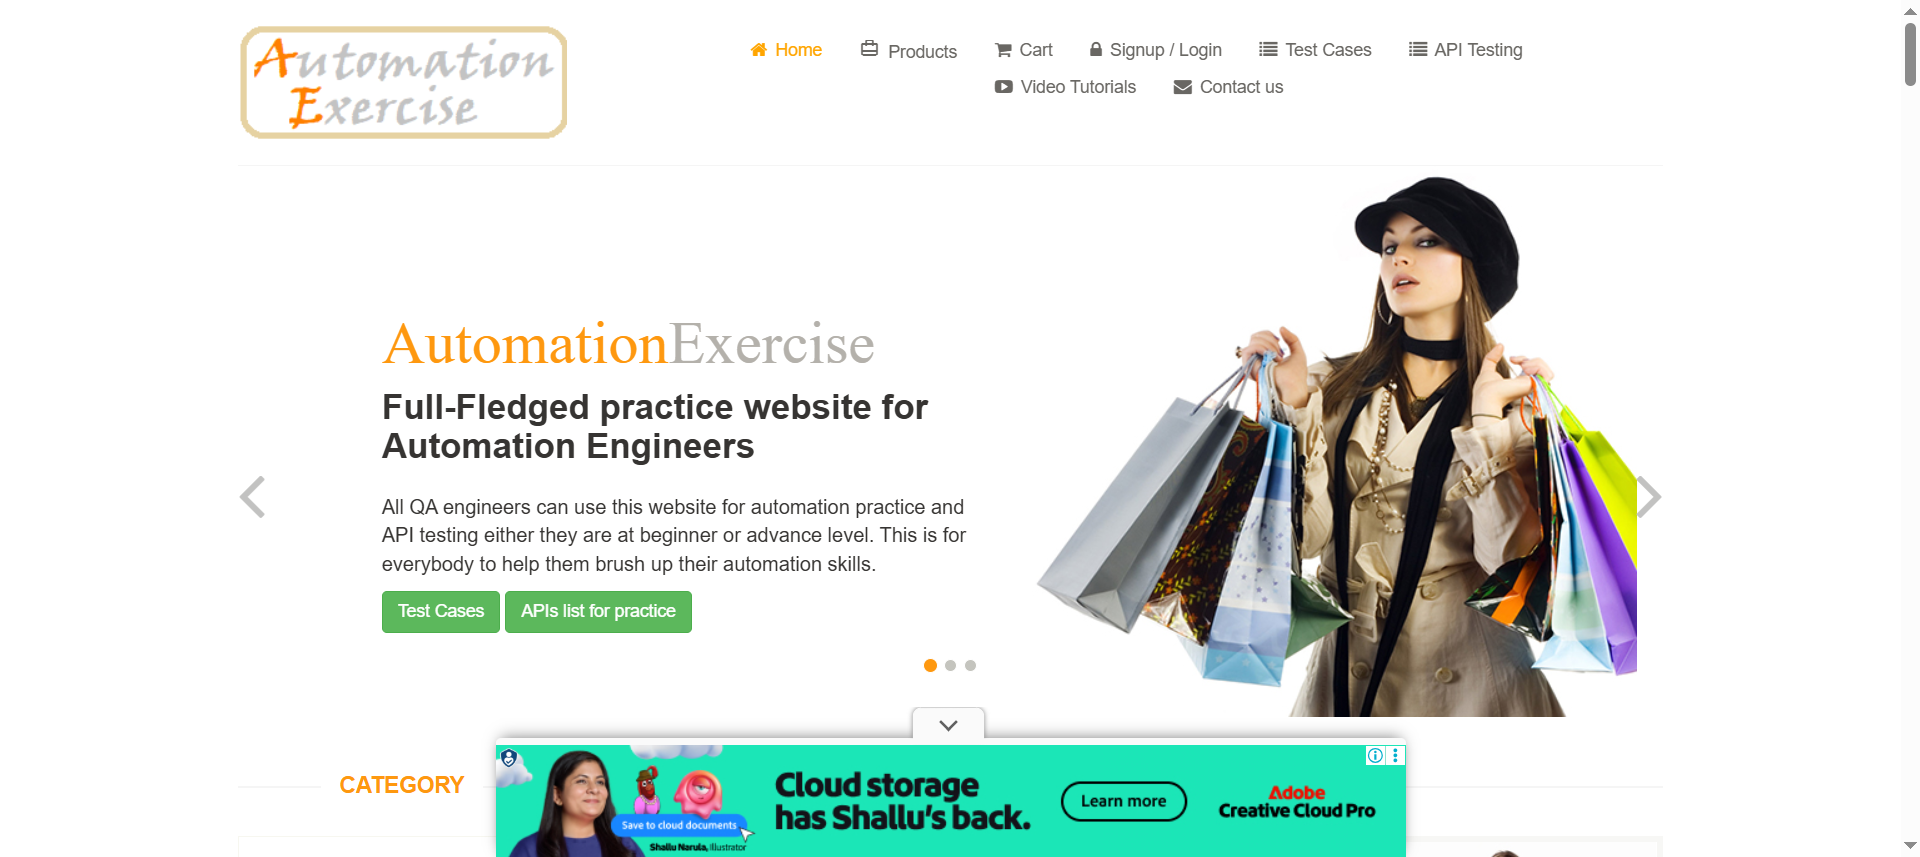 Automation
Exercise
Home Products Cart Signup / Login Test Cases API Testing
Video Tutorials Contact us
AutomationExercise
Full-Fledged practice website for
Automation Engineers
All QA engineers can use this website for automation practice and
API testing either they are at beginner or advance level. This is for
everybody to help them brush up their automation skills.
Test Cases APIs list for practice
CATEGORY
Save to cloud documents
Shallu Narula, Illustrator
Cloud storage
has Shallu's back.
Learn more
Adobe
Creative Cloud Pro